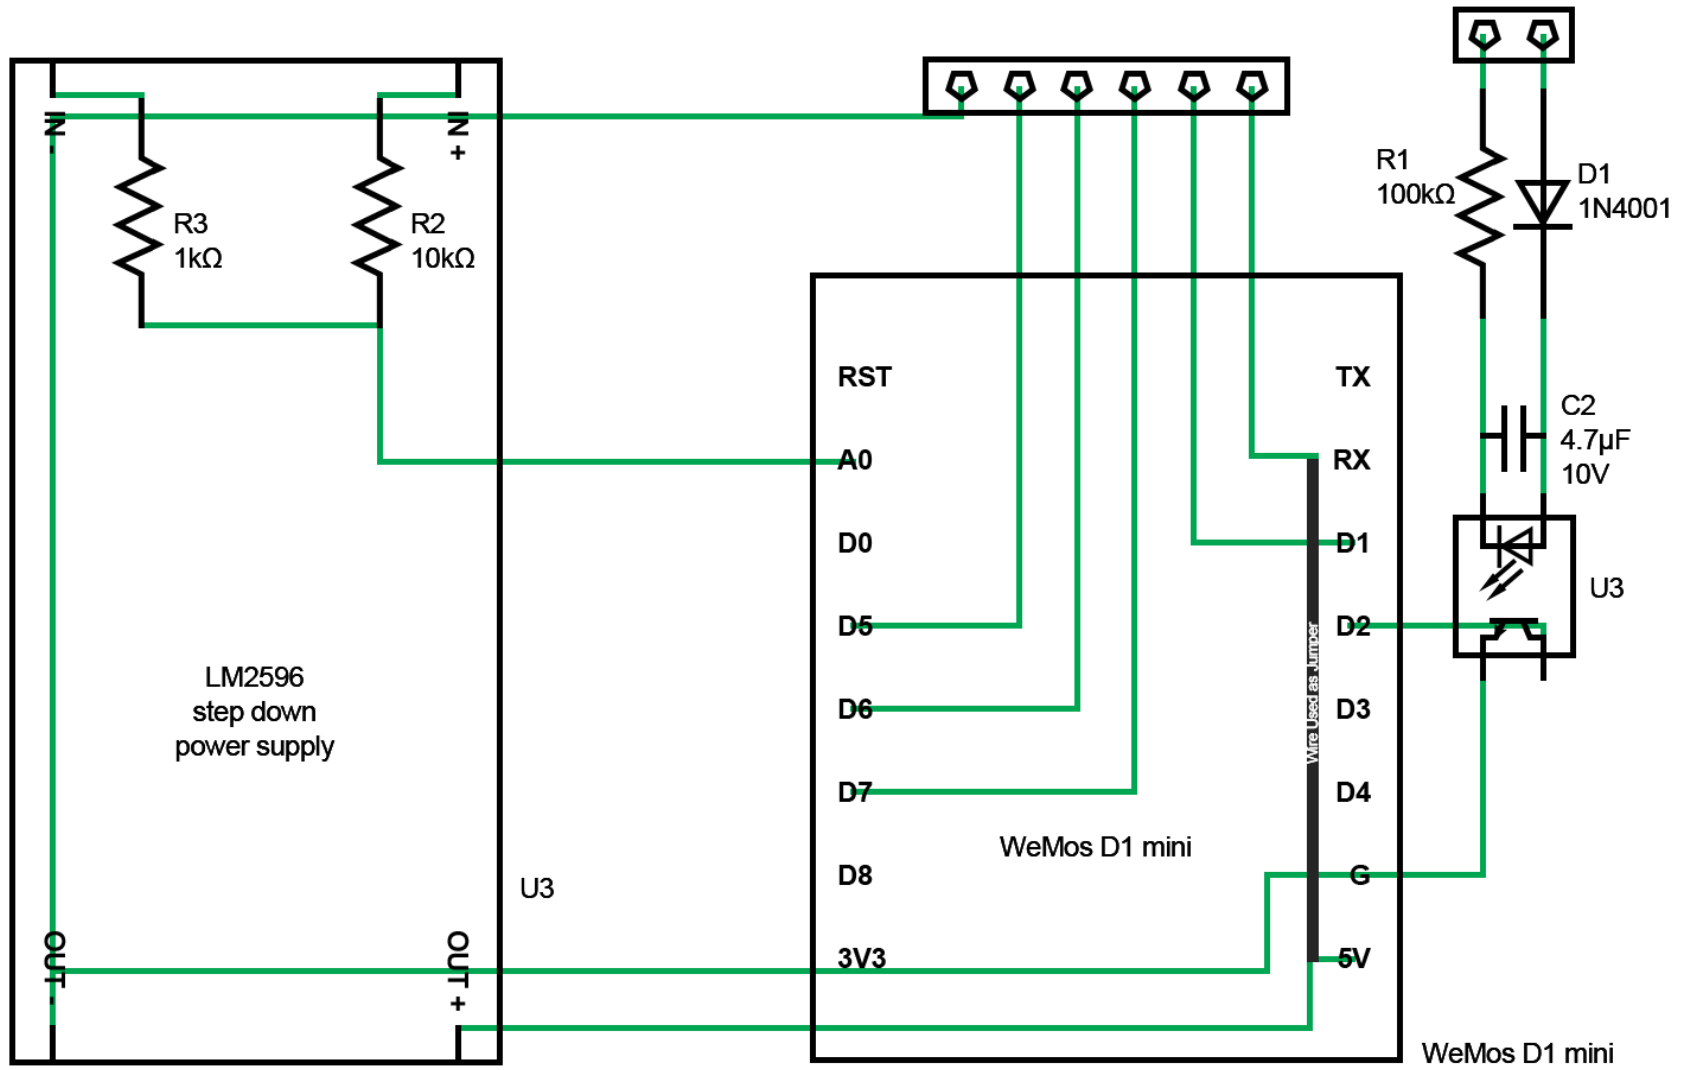 IN -
IN +
R3
1kΩ
R2
10kΩ
R1
100kΩ
D1
1N4001
RST
A0
D0
D5
D6
D7
D8
3V3
TX
RX
D1
D2
D3
D4
G
5V
Wire Used as Jumper
C2
4.7µF
10V
U3
LM2596
step down
power supply
WeMos D1 mini
U3
OUT -
OUT +
WeMos D1 mini